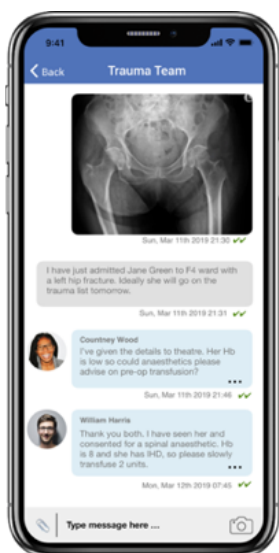 9:41
Back
Trauma Team
Sun, Mar 11th 2019 21:30
I have just admitted Jane Green to F4 ward with
a left hip fracture. Ideally she will go on the
trauma list tomorrow.
Sun, Mar 11th 2019 21:31
Countney Wood
I've given the details to theatre. Her Hb
is low so could anaesthetics please
advise on pre-op transfusion?
Sun, Mar 11th 2019 21:46
William Harris
Thank you both, I have seen her and
consented for a spinal anaesthetic. Hb
is 8 and she has IHD, so please slowly
transfuse 2 units.
Mon, Mar 12th 2019 07:45
Type message here ...